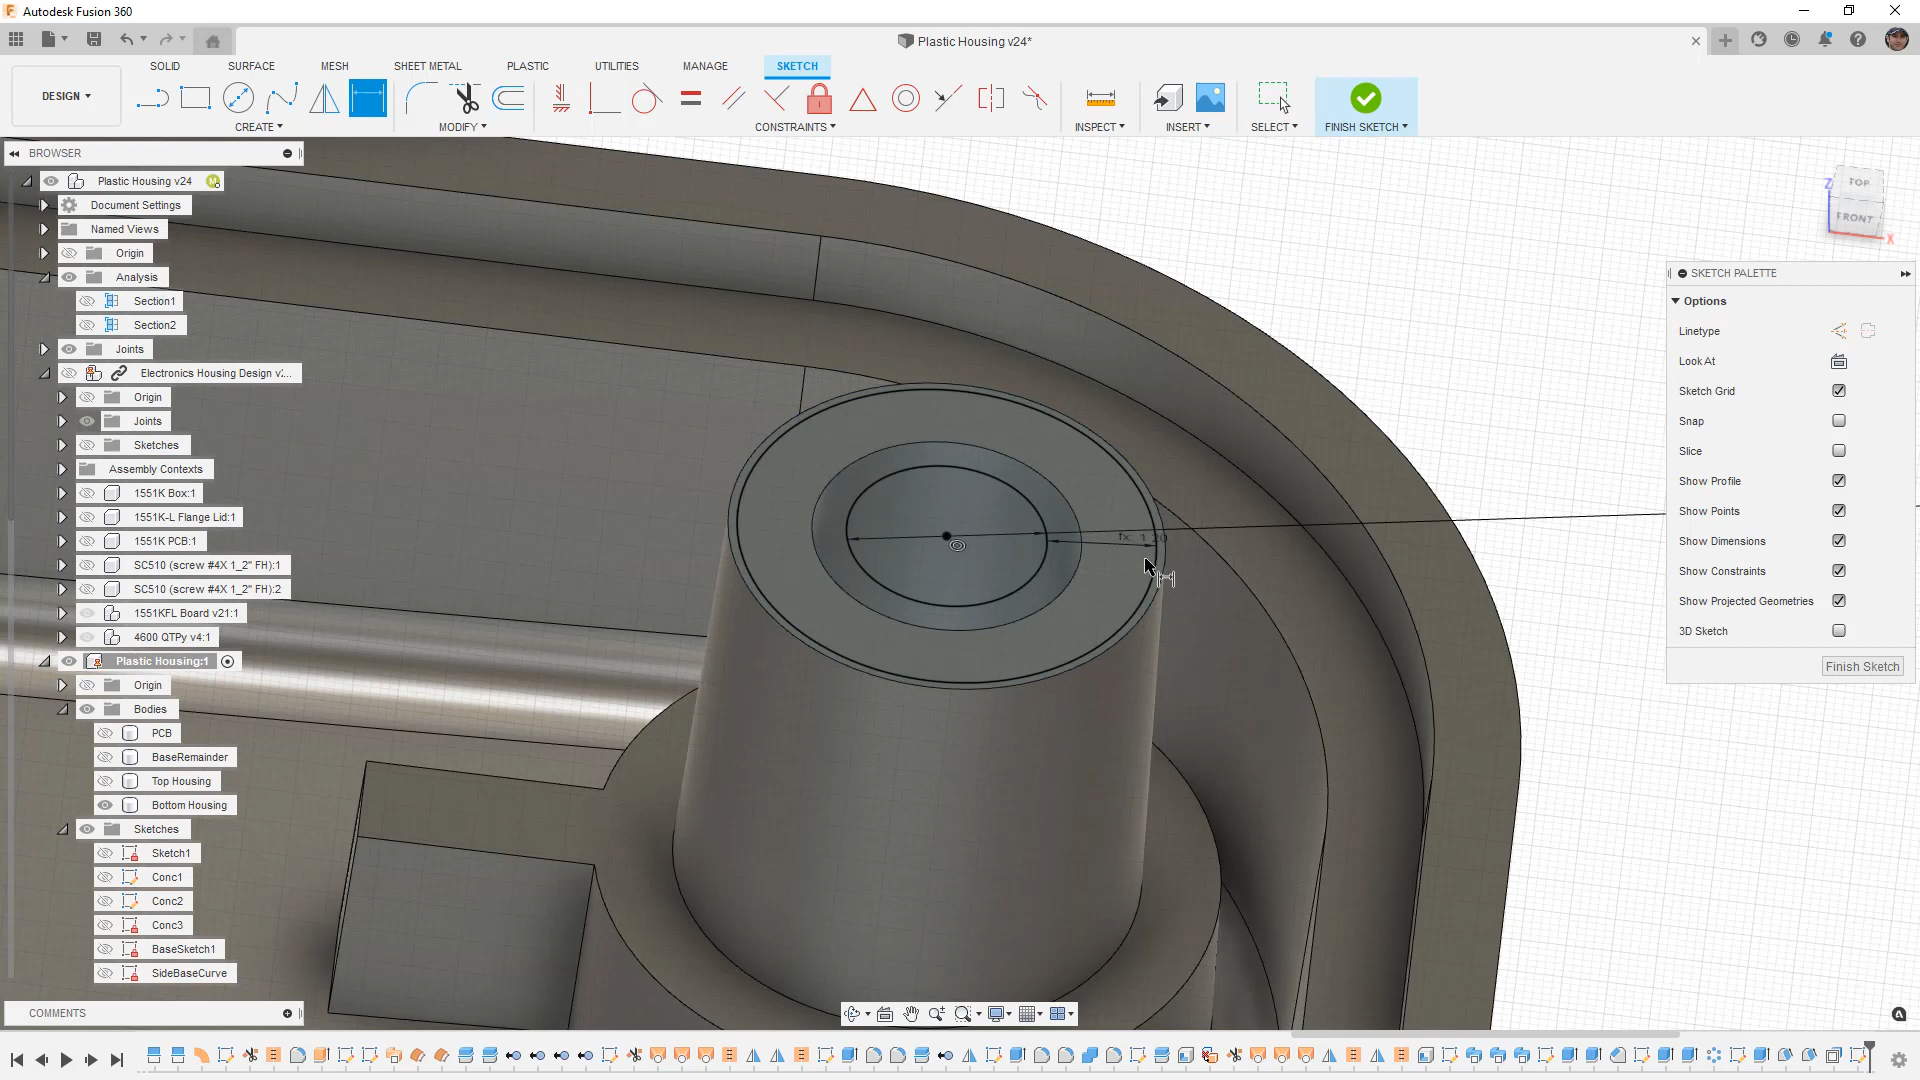 Autodesk Fusion 360
Plastic Housing v24*
DESIGN
SOLID
SURFACE
MESH
SHEET METAL
PLASTIC
UTILITIES
MANAGE
SKETCH
CREATE
MODIFY
CONSTRAINTS
INSPECT
INSERT
SELECT
FINISH SKETCH
BROWSER
Plastic Housing v24
M
Document Settings
Named Views
Origin
Analysis
Section1
Section2
Joints
Electronics Housing Design v:...
Origin
Joints
Sketches
Assembly Contexts
1551K Box:1
1551K-L Flange Lid:1
1551K PCB:1
SC510 (screw #4X 1_2" FH):1
SC510 (screw #4X 1_2" FH):2
1551KFL Board v21:1
4600 QTPy v4:1
Plastic Housing:1
Origin
Bodies
PCB
BaseRemainder
Top Housing
Bottom Housing
Sketches
Sketch1
Conc1
Conc2
Conc3
BaseSketch1
SideBaseCurve
COMMENTS
fx: 1.20
TOP
FRONT
Z
X
SKETCH PALETTE
Options
Linetype
Look At
Sketch Grid
Snap
Slice
Show Profile
Show Points
Show Dimensions
Show Constraints
Show Projected Geometries
3D Sketch
Finish Sketch